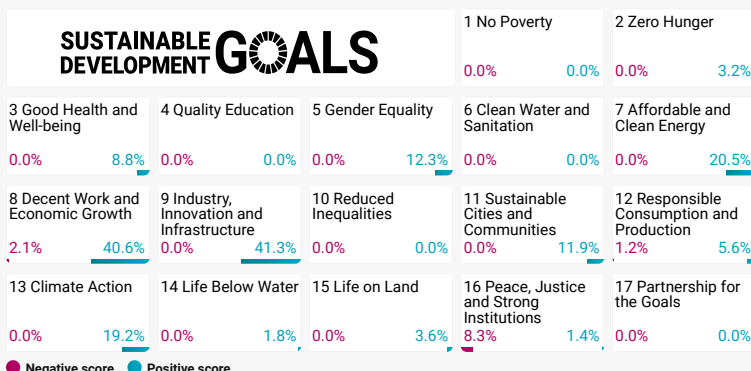 SUSTAINABLE
DEVELOPMENT
GOALS
1 No Poverty
0.0% 0.0%
2 Zero Hunger
0.0% 3.2%
3 Good Health and
Well-being
0.0% 8.8%
4 Quality Education
0.0% 0.0%
5 Gender Equality
0.0% 12.3%
6 Clean Water and
Sanitation
0.0% 0.0%
7 Affordable and
Clean Energy
0.0% 20.5%
8 Decent Work and
Economic Growth
2.1% 40.6%
9 Industry,
Innovation and
Infrastructure
0.0% 41.3%
10 Reduced
Inequalities
0.0% 0.0%
11 Sustainable
Cities and
Communities
0.0% 11.9%
12 Responsible
Consumption and
Production
1.2% 5.6%
13 Climate Action
0.0% 19.2%
14 Life Below Water
0.0% 1.8%
15 Life on Land
0.0% 3.6%
16 Peace, Justice
and Strong
Institutions
8.3% 1.4%
17 Partnership for
the Goals
0.0% 0.0%
Negative score Positive score